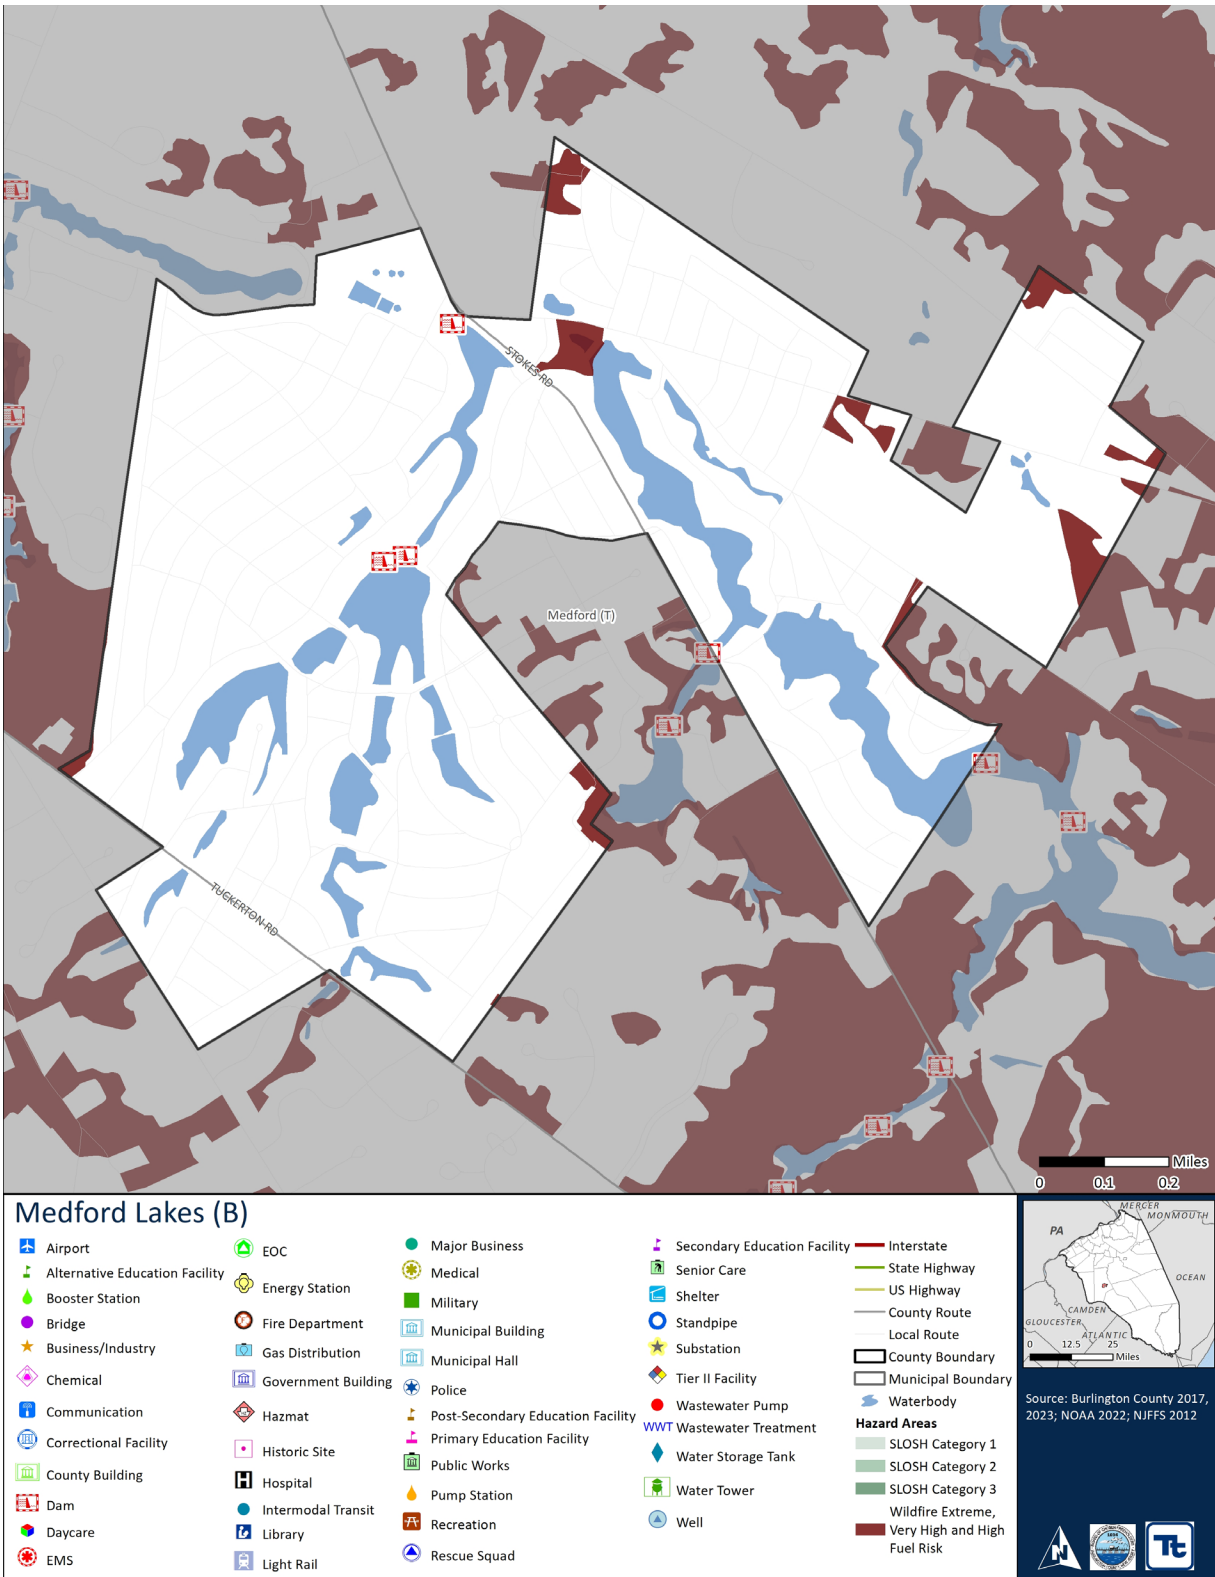 STOKES RD
Medford (T)
TUCKERTON RD
Miles
0 0.1 0.2
Medford Lakes (B)
Airport
Alternative Education Facility
Booster Station
Bridge
Business/Industry
Chemical
Communication
Correctional Facility
County Building
Dam
Daycare
EMS
EOC
Energy Station
Fire Department
Gas Distribution
Government Building
Hazmat
Historic Site
Hospital
Intermodal Transit
Library
Light Rail
Major Business
Medical
Military
Municipal Building
Municipal Hall
Police
Post-Secondary Education Facility
Primary Education Facility
Public Works
Pump Station
Recreation
Rescue Squad
Secondary Education Facility
Senior Care
Shelter
Standpipe
Substation
Tier II Facility
Wastewater Pump
WWT Wastewater Treatment
Water Storage Tank
Water Tower
Well
Interstate
State Highway
US Highway
County Route
Local Route
County Boundary
Municipal Boundary
Waterbody
Hazard Areas
SLOSH Category 1
SLOSH Category 2
SLOSH Category 3
Wildfire Extreme,
Very High and High
Fuel Risk
MERCER
MONMOUTH
PA
OCEAN
CAMDEN
GLOUCESTER
ATLANTIC
0 12.5 25
Miles
Source: Burlington County 2017,
2023; NOAA 2022; NJFFS 2012
N
Tt